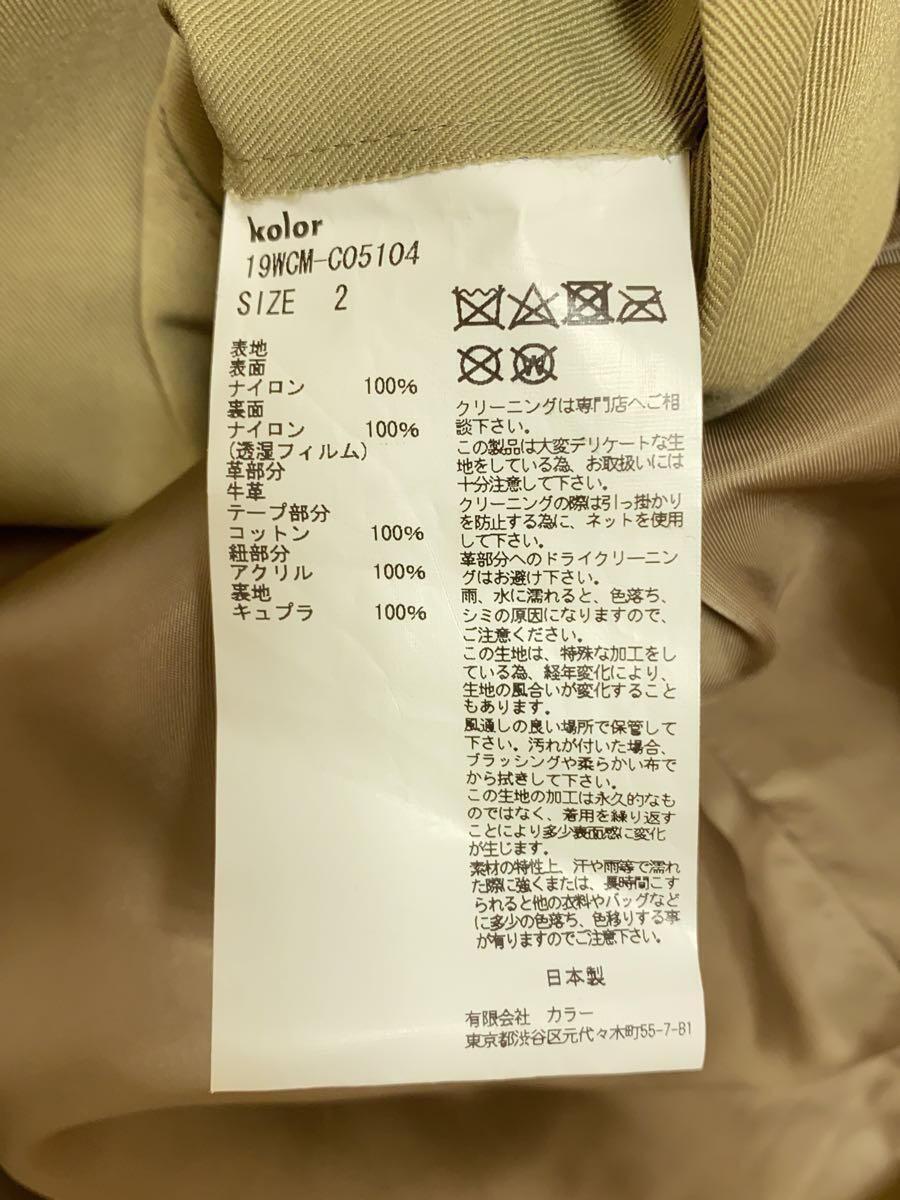 kolor
19WCM-C05104
SIZE 2
表地
表面
ナイロン 100%
裏面
ナイロン 100%
(透湿フィルム)
革部分
牛革
テープ部分
コットン 100%
紐部分
アクリル 100%
裏地
キュプラ 100%
W
クリーニングは専門店へご相
談下さい。
この製品は大変デリケートな生
地をしている為、お取扱いには
十分注意して下さい。
クリーニングの際は引っ掛かり
を防止する為に、ネットを使用
して下さい。
革部分へのドライクリーニン
グはお避け下さい。
雨、水に濡れると、色落ち、
シミの原因になりますので、
ご注意ください。
この生地は、特殊な加工をし
ている為、経年変化により、
生地の風合いが変化すること
もあります。
風通しの良い場所で保管して
下さい。汚れが付いた場合、
ブラッシングや柔らかい布で
から拭きして下さい。
この生地の加工は永久的なも
のではなく、着用を繰り返す
ことにより多少表面感に変化
が生じます。
素材の特性上、汗や雨等で濡れ
た際に強くまたは、長時間こす
られると他の衣料やバッグなど
に多少の色落ち、色移りする事
が有りますのでご注意下さい。
日本製
有限会社 カラー
東京都渋谷区元代々木町55-7-B1